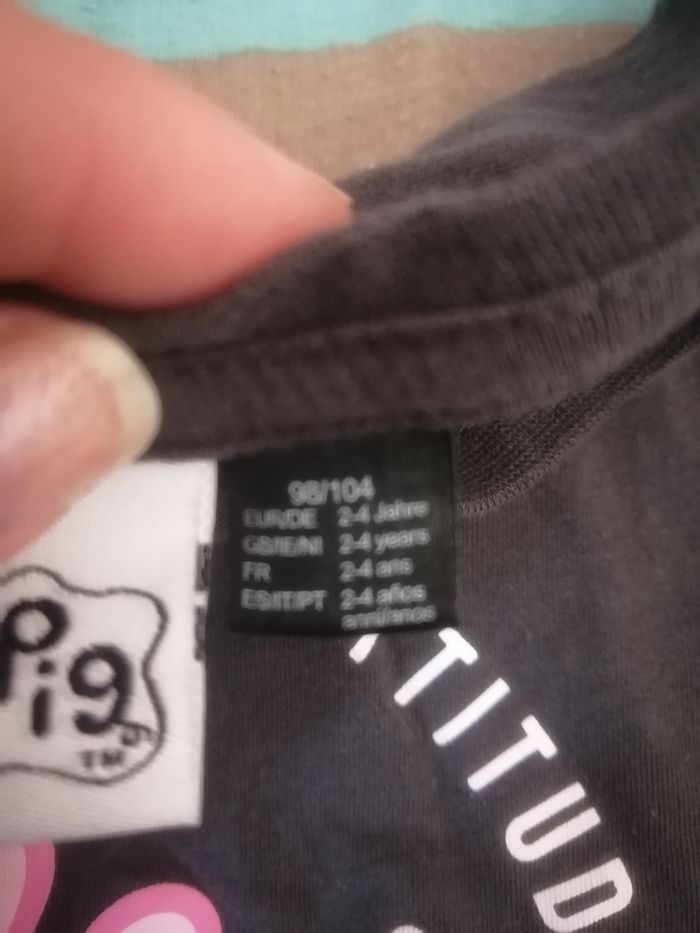 98/104
EUR/DE 2-4 Jahre
GB/IE/NI 2-4 years
FR 2-4 ans
ES/IT/PT 2-4 años
anni/anos
Pig
TM
TITUD